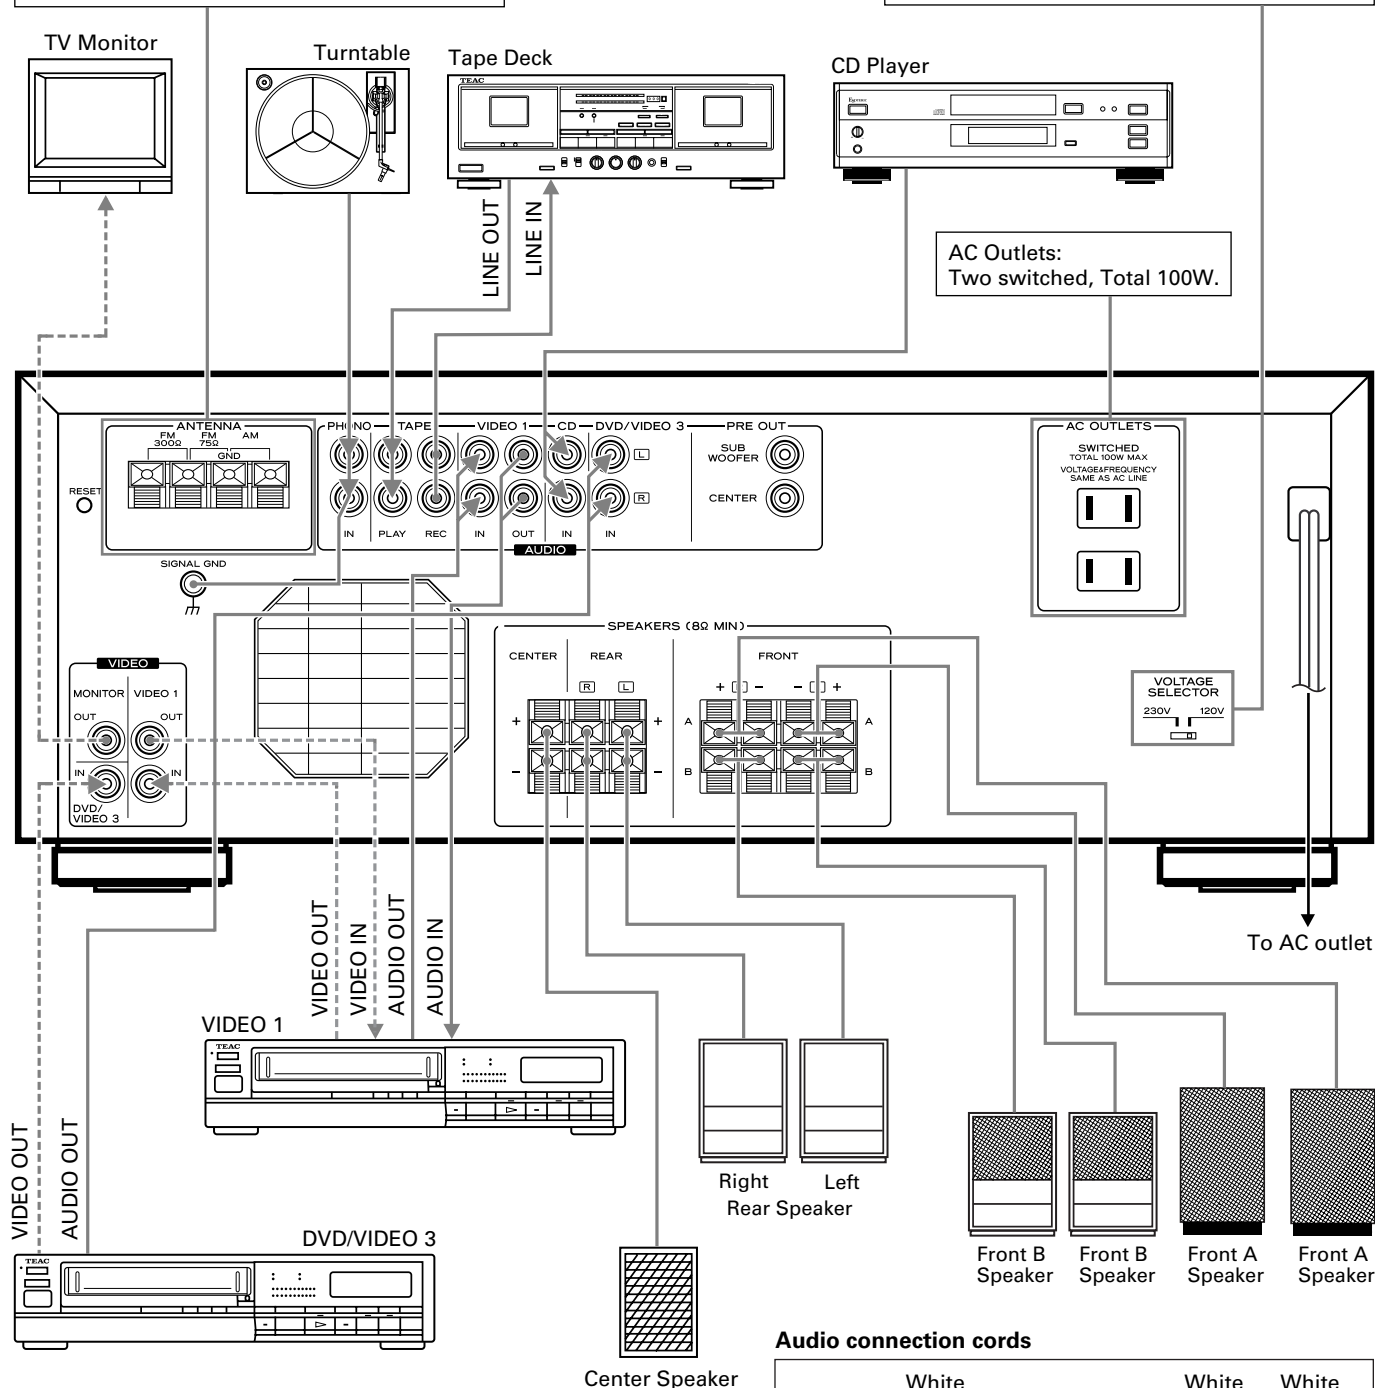 TV Monitor
Turntable
Tape Deck
CD Player
TEAC
LINE OUT
LINE IN
AC Outlets:
Two switched, Total 100W.
ANTENNA
FM 300Ω
FM 75Ω
AM
GND
RESET
SIGNAL GND
PHONO
TAPE
VIDEO 1
CD
DVD/VIDEO 3
PRE OUT
L
R
SUB WOOFER
CENTER
IN
PLAY
REC
IN
OUT
IN
IN
AUDIO
AC OUTLETS
SWITCHED
TOTAL 100W MAX
VOLTAGE&FREQUENCY
SAME AS AC LINE
VIDEO
MONITOR
VIDEO 1
OUT
OUT
IN
IN
DVD/
VIDEO 3
SPEAKERS (8Ω MIN)
CENTER
REAR
FRONT
R
L
+ −
− +
+
+
A
A
−
−
B
B
VOLTAGE
SELECTOR
230V
120V
To AC outlet
VIDEO OUT
VIDEO IN
AUDIO OUT
AUDIO IN
VIDEO 1
TEAC
VIDEO OUT
AUDIO OUT
DVD/VIDEO 3
TEAC
Right
Left
Rear Speaker
Center Speaker
Front B
Speaker
Front B
Speaker
Front A
Speaker
Front A
Speaker
Audio connection cords
White
White
White